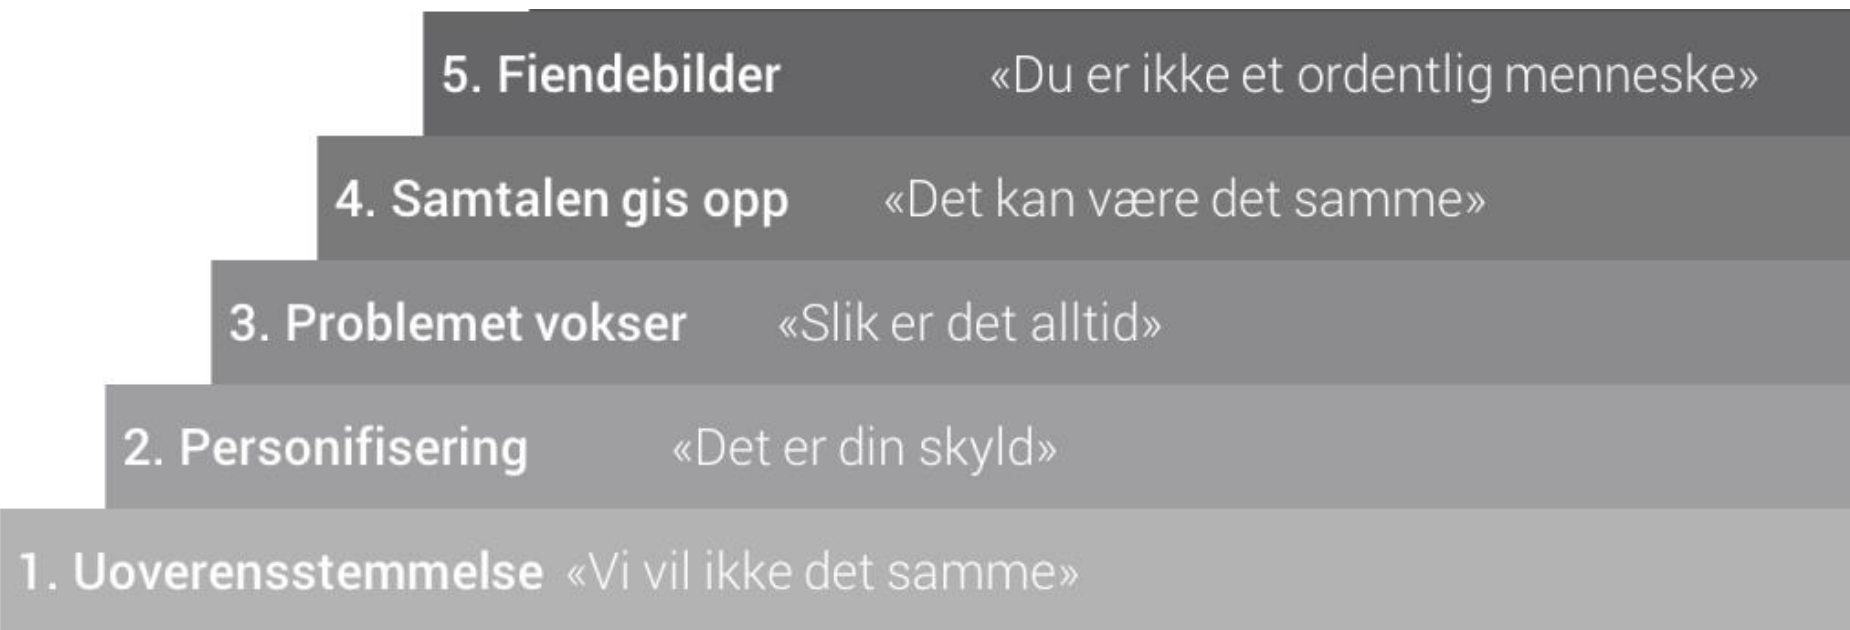 5. Fiendebilder «Du er ikke et ordentlig menneske»
4. Samtalen gis opp «Det kan være det samme»
3. Problemet vokser «Slik er det alltid»
2. Personifisering «Det er din skyld»
1. Uoverensstemmelse «Vi vil ikke det samme»